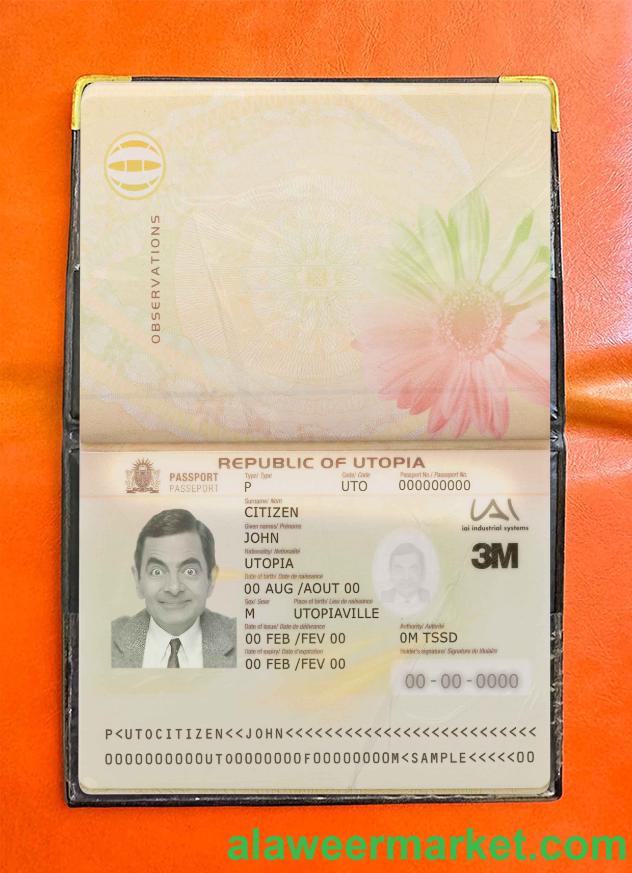 OBSERVATIONS
REPUBLIC OF UTOPIA
PASSPORT
PASSEPORT
Type/ Type
Code/ Code
Passport No./ Passeport No.
P
UTO
000000000
Surname/ Nom
CITIZEN
Given names/ Prénoms
JOHN
Nationality/ Nationalité
UTOPIA
Date of birth/ Date de naissance
00 AUG /AOUT 00
Sex/ Sexe
Place of birth/ Lieu de naissance
M
UTOPIAVILLE
Date of issue/ Date de délivrance
Authority/ Autorité
00 FEB /FEV 00
0M TSSD
Date of expiry/ Date d'expiration
Holder's signature/ Signature du titulaire
00 FEB /FEV 00
00-00-0000
IAI
iai industrial systems
3M
P<UTOCITIZEN<<JOHN<<<<<<<<<<<<<<<<<<<<<<<<<<
0000000000UTO0000000F00000000M<SAMPLE<<<<<00
alaweermarket.com